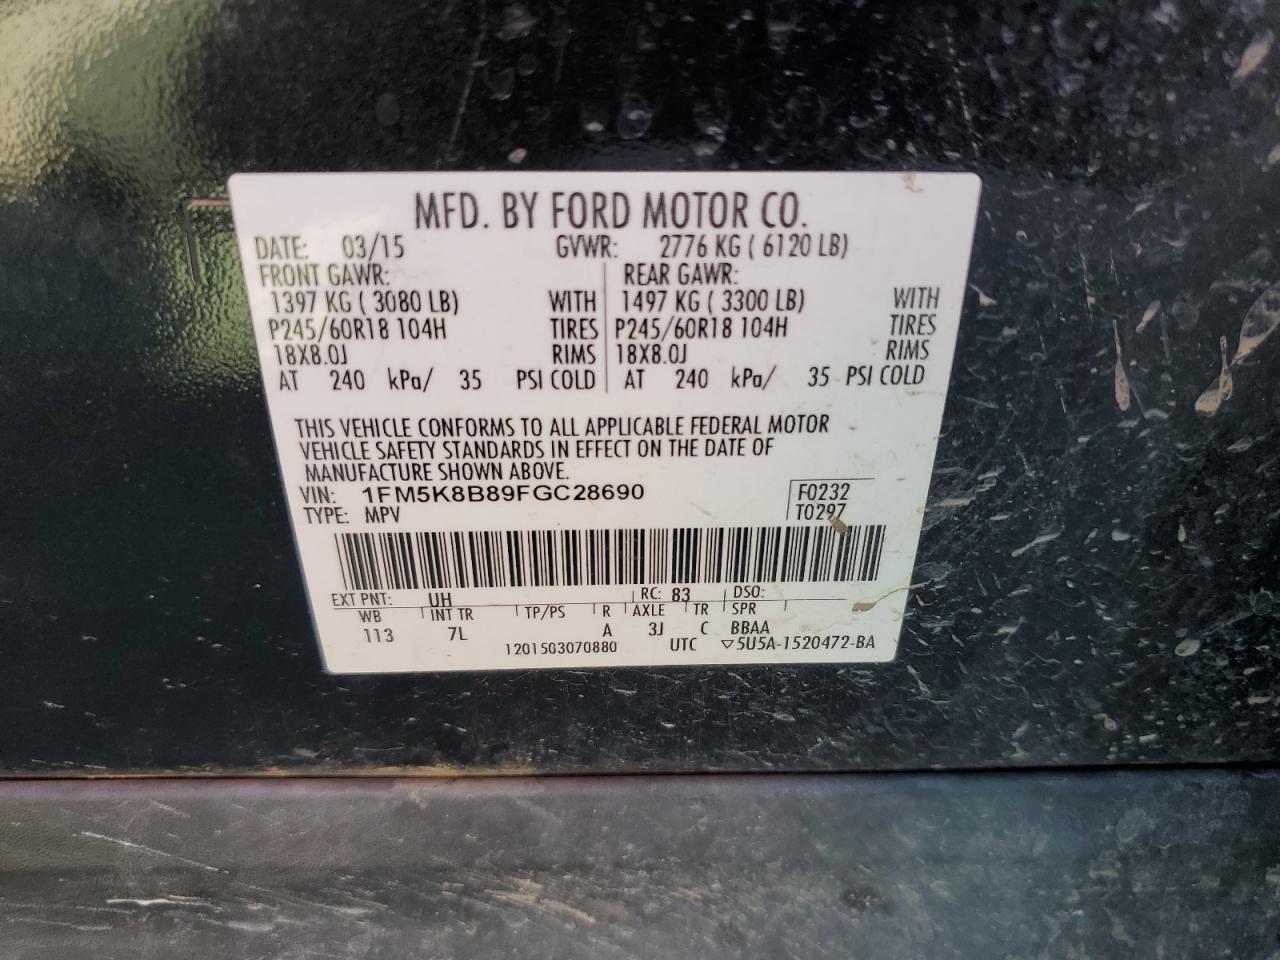 MFD. BY FORD MOTOR CO.
DATE: 03/15 GVWR: 2776 KG ( 6120 LB)
FRONT GAWR: REAR GAWR:
1397 KG ( 3080 LB) WITH 1497 KG ( 3300 LB) WITH
P245/60R18 104H TIRES P245/60R18 104H TIRES
18X8.0J RIMS 18X8.0J RIMS
AT 240 kPa/ 35 PSI COLD AT 240 kPa/ 35 PSI COLD
THIS VEHICLE CONFORMS TO ALL APPLICABLE FEDERAL MOTOR
VEHICLE SAFETY STANDARDS IN EFFECT ON THE DATE OF
MANUFACTURE SHOWN ABOVE.
VIN: 1FM5K8B89FGC28690 F0232
TYPE: MPV T0297
EXT PNT: UH RC: 83 DSO:
WB INT TR TP/PS R AXLE TR SPR
113 7L A 3J C BBAA
1201503070880 UTC ▽5U5A-1520472-BA